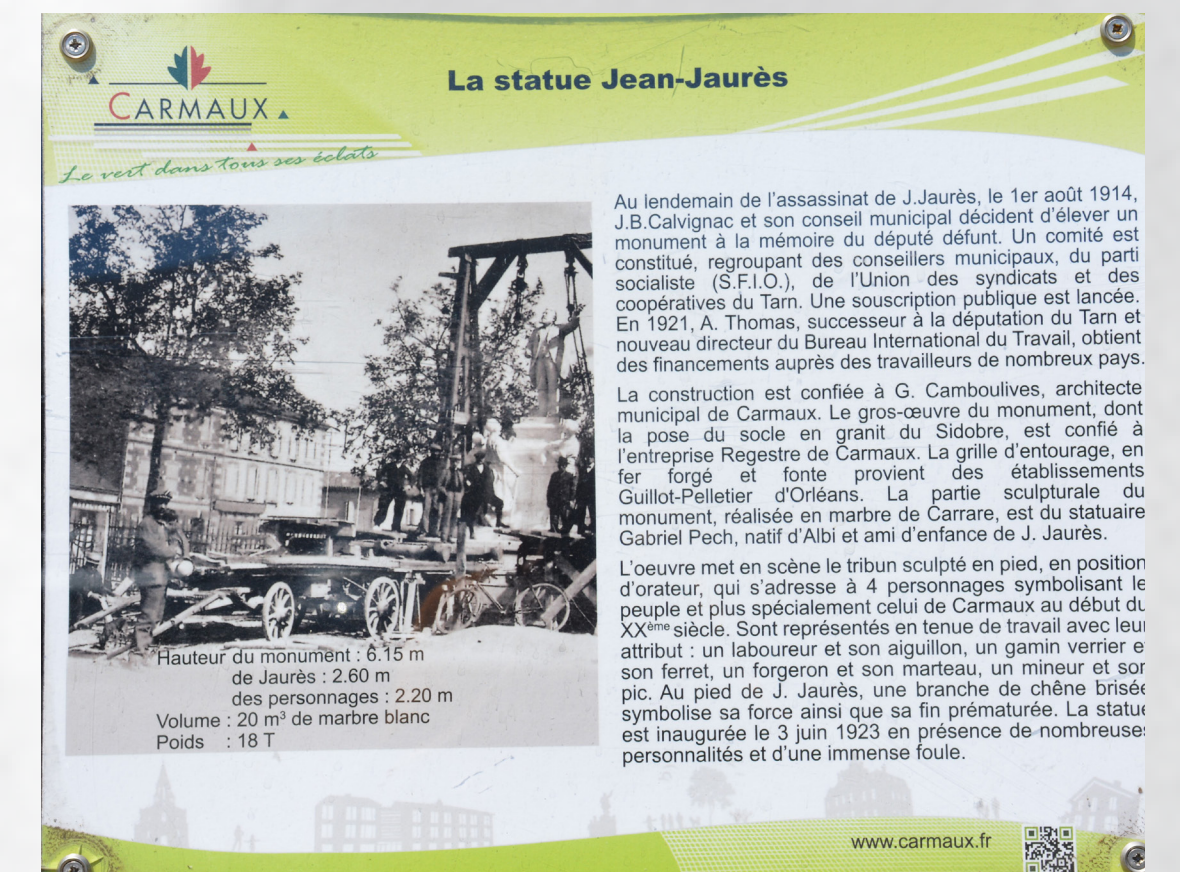 CARMAUX
Le vert dans tous ses éclats
La statue Jean-Jaurès
Au lendemain de l'assassinat de J.Jaurès, le 1er août 1914,
J.B.Calvignac et son conseil municipal décident d'élever un
monument à la mémoire du député défunt. Un comité est
constitué, regroupant des conseillers municipaux, du parti
socialiste (S.F.I.O.), de l'Union des syndicats et des
coopératives du Tarn. Une souscription publique est lancée.
En 1921, A. Thomas, successeur à la députation du Tarn et
nouveau directeur du Bureau International du Travail, obtient
des financements auprès des travailleurs de nombreux pays.
La construction est confiée à G. Camboulives, architecte
municipal de Carmaux. Le gros-œuvre du monument, dont
la pose du socle en granit du Sidobre, est confié à
l'entreprise Regestre de Carmaux. La grille d'entourage, en
fer forgé et fonte provient des établissements
Guillot-Pelletier d'Orléans. La partie sculpturale du
monument, réalisée en marbre de Carrare, est du statuaire
Gabriel Pech, natif d'Albi et ami d'enfance de J. Jaurès.
L'oeuvre met en scène le tribun sculpté en pied, en position
d'orateur, qui s'adresse à 4 personnages symbolisant le
peuple et plus spécialement celui de Carmaux au début du
XXème siècle. Sont représentés en tenue de travail avec leur
attribut : un laboureur et son aiguillon, un gamin verrier et
son ferret, un forgeron et son marteau, un mineur et son
pic. Au pied de J. Jaurès, une branche de chêne brisée
symbolise sa force ainsi que sa fin prématurée. La statue
est inaugurée le 3 juin 1923 en présence de nombreuses
personnalités et d'une immense foule.
Hauteur du monument : 6.15 m
de Jaurès : 2.60 m
des personnages : 2.20 m
Volume : 20 m³ de marbre blanc
Poids : 18 T
www.carmaux.fr